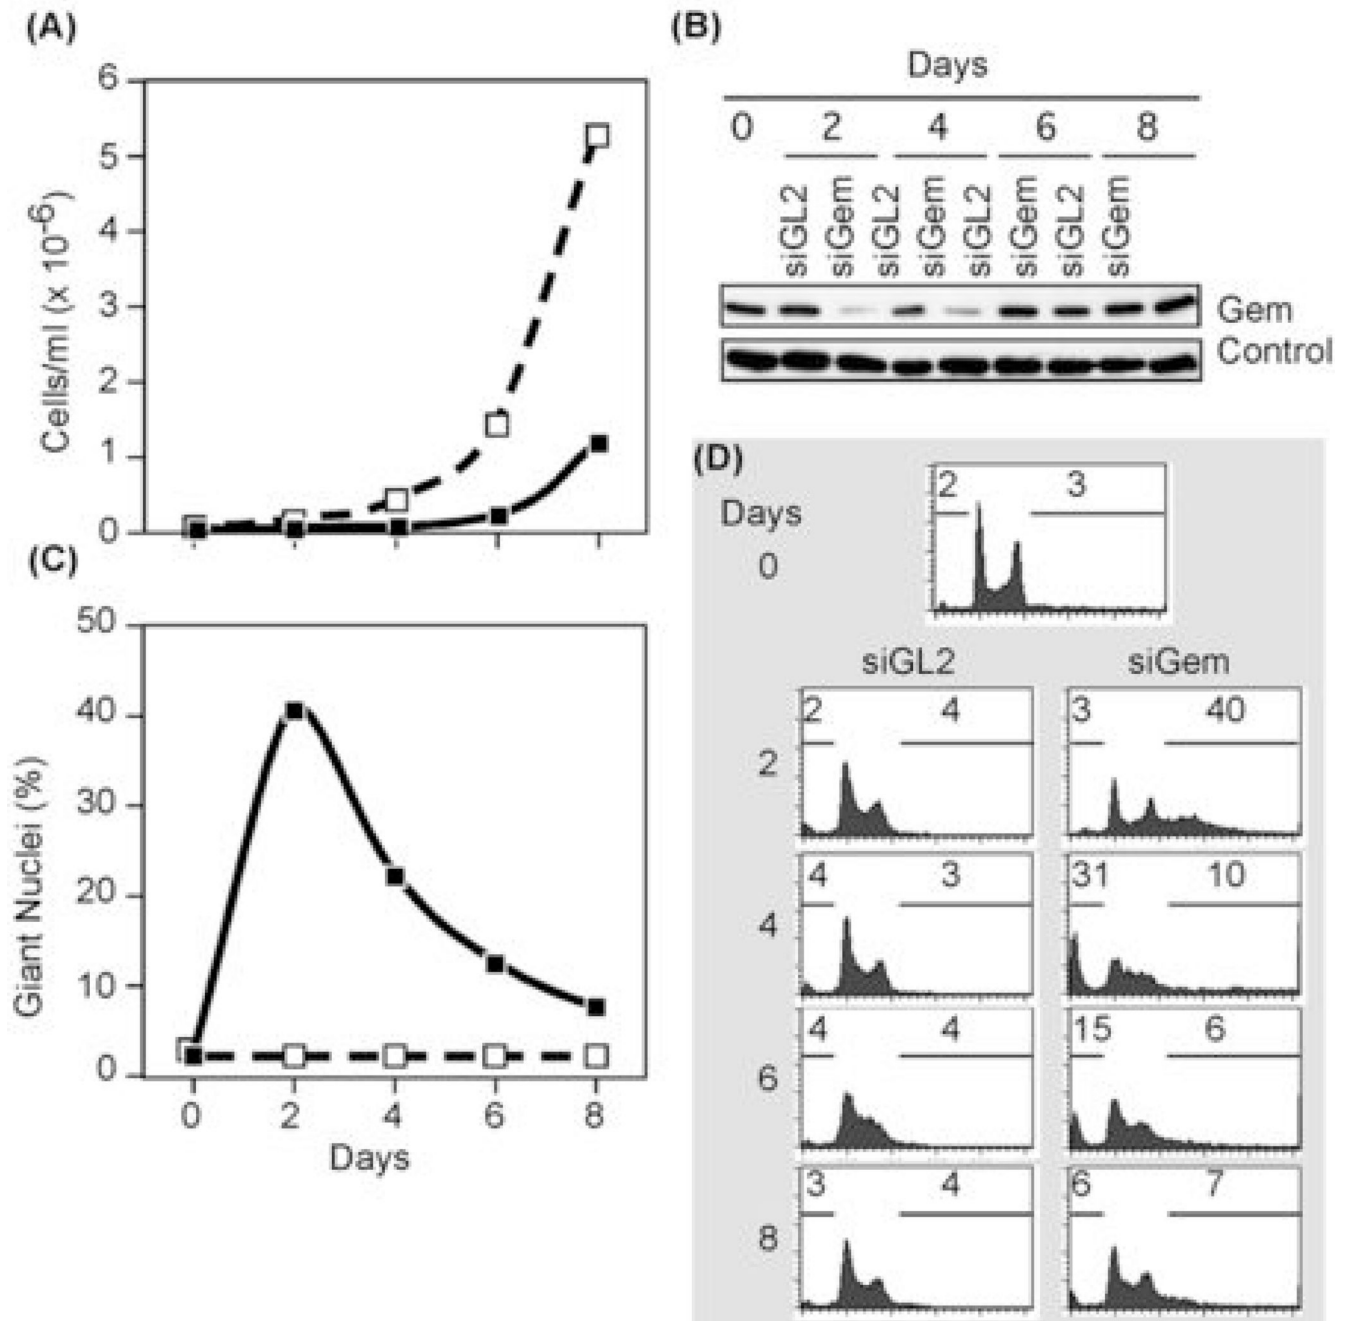 (A)
6
5
4
3
2
1
0
Cells/ml (x 10⁻⁶)
(B)
Days
0 2 4 6 8
siGL2 siGem siGL2 siGem siGL2 siGem siGL2 siGem
Gem
Control
(C)
50
40
30
20
10
0
Giant Nuclei (%)
0 2 4 6 8
Days
(D)
Days
0
2 3
siGL2 siGem
2
2 4
3 40
4
4 3
31 10
6
4 4
15 6
8
3 4
6 7